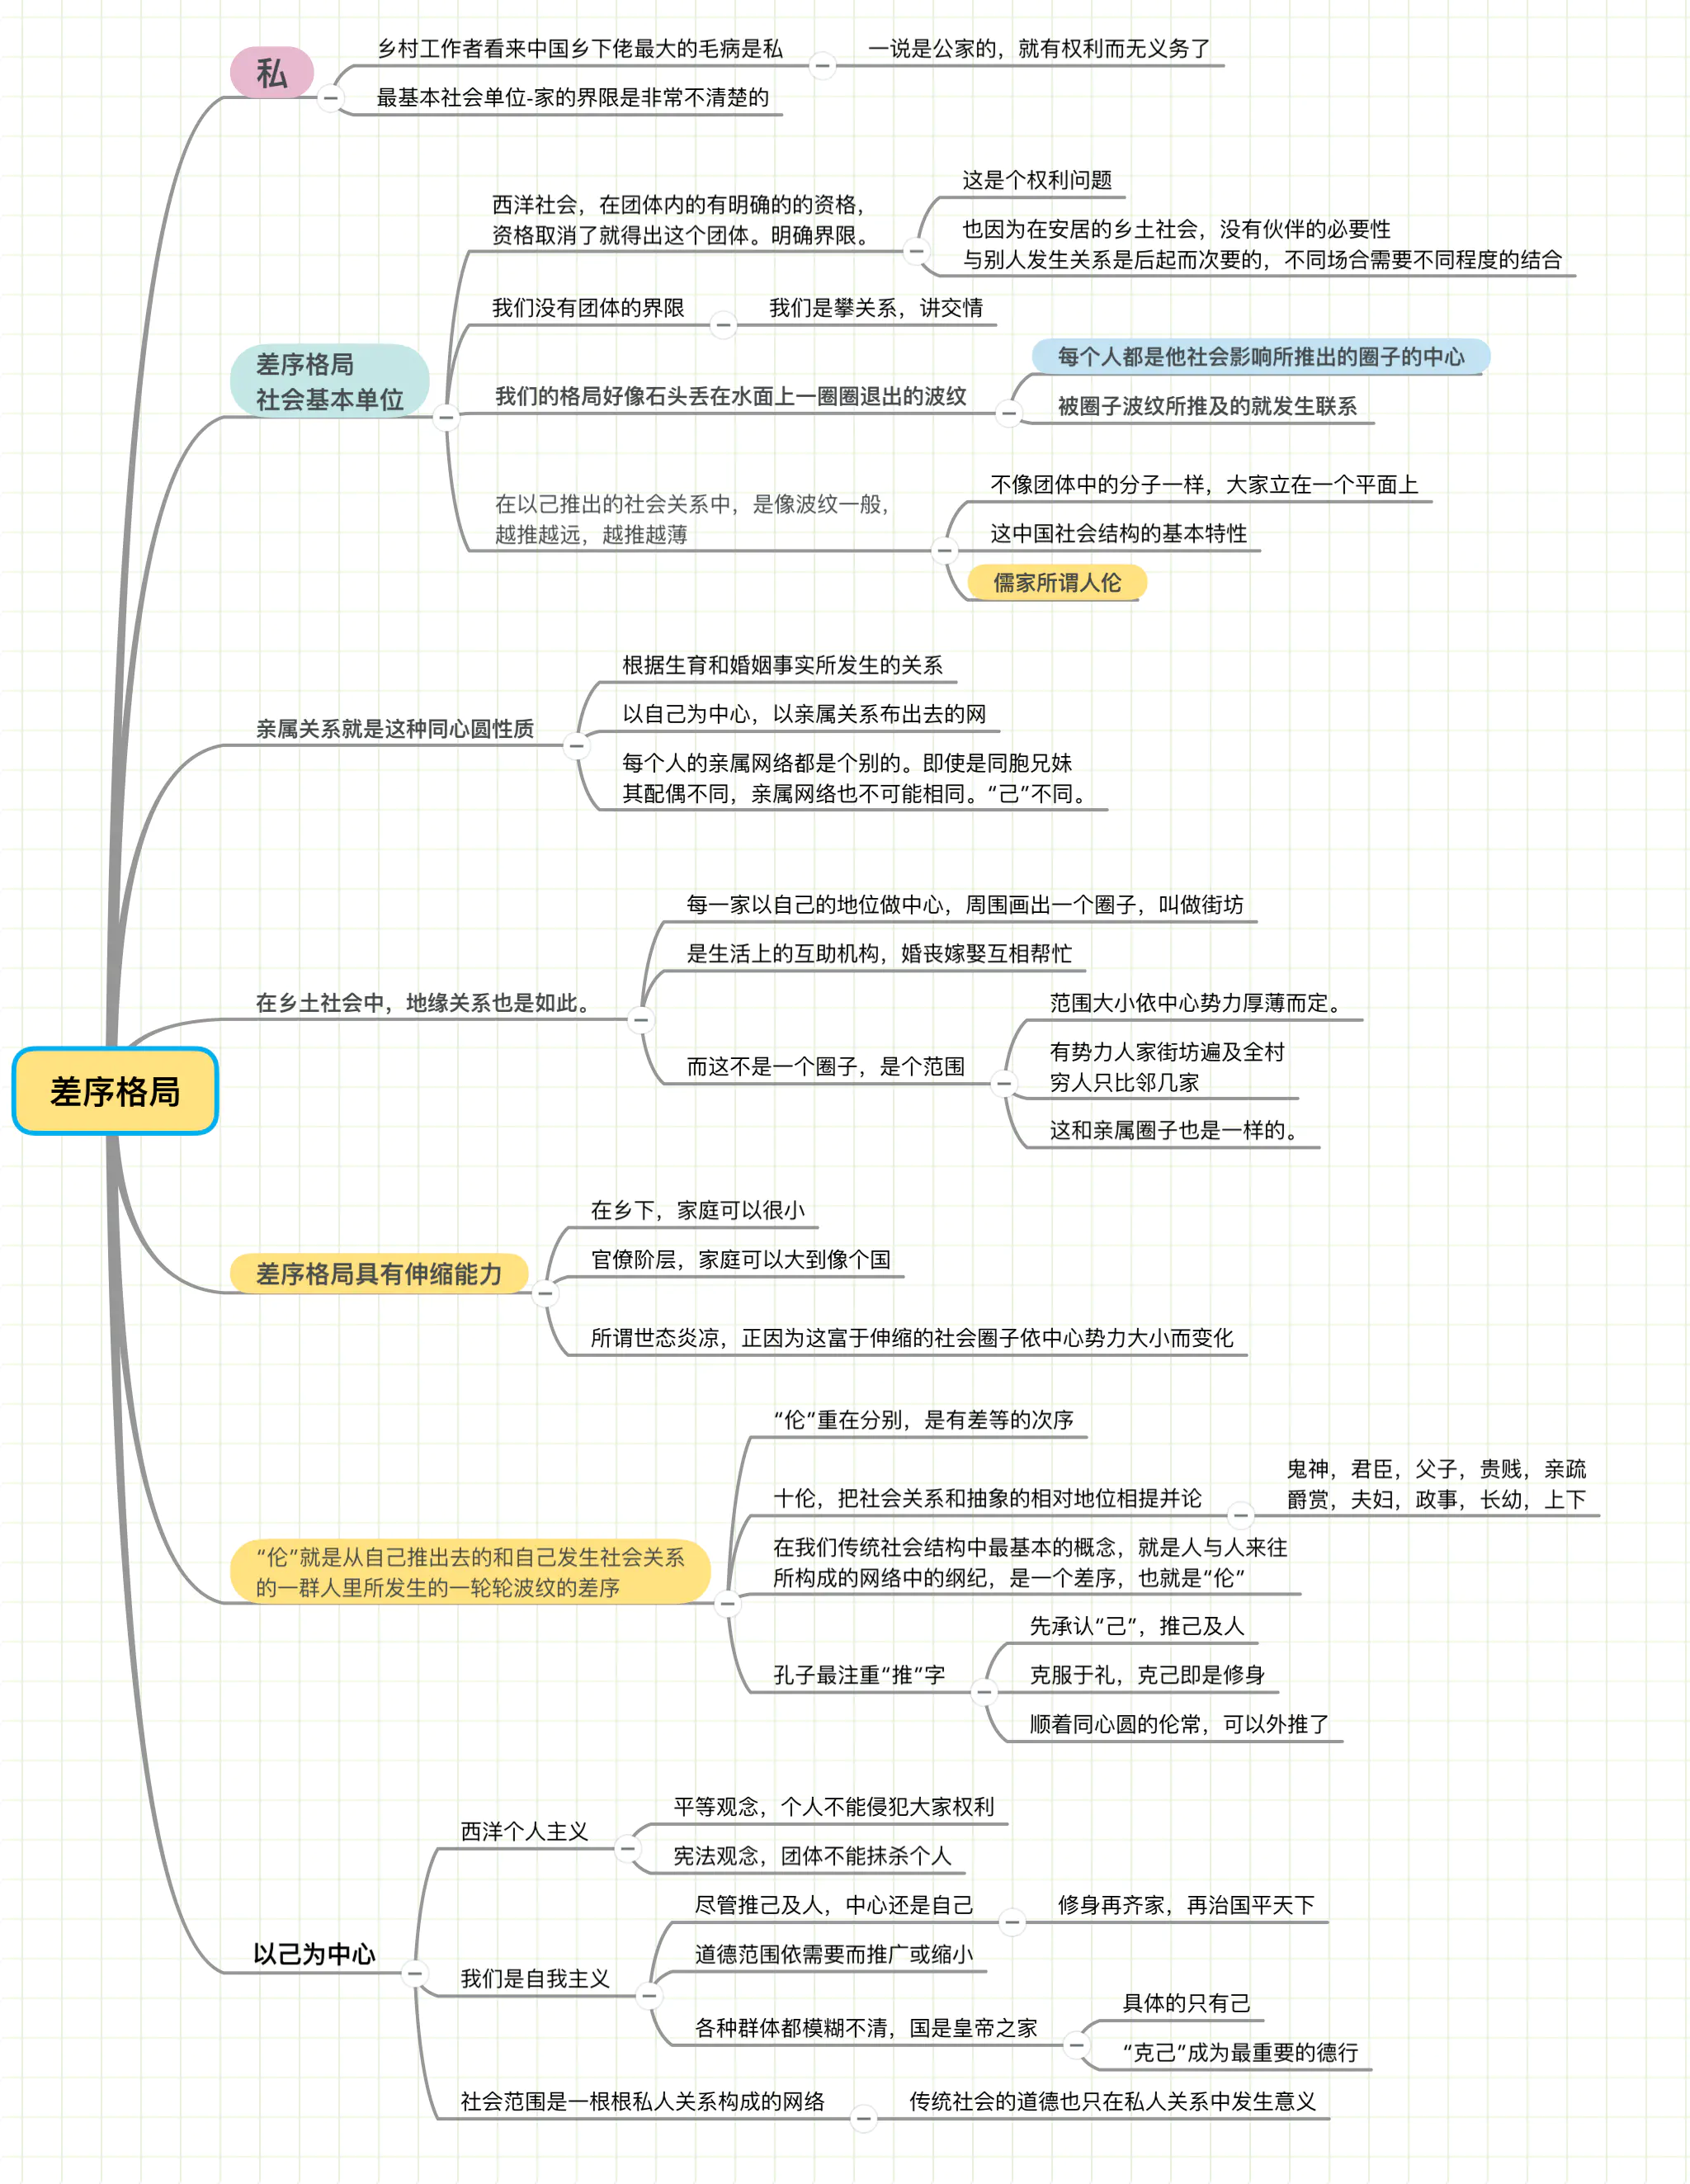 私
乡村工作者看来中国乡下佬最大的毛病是私
一说是公家的，就有权利而无义务了
最基本社会单位-家的界限是非常不清楚的
差序格局
社会基本单位
西洋社会，在团体内的有明确的的资格，
资格取消了就得出这个团体。明确界限。
这是个权利问题
也因为在安居的乡土社会，没有伙伴的必要性
与别人发生关系是后起而次要的，不同场合需要不同程度的结合
我们没有团体的界限
我们是攀关系，讲交情
我们的格局好像石头丢在水面上一圈圈退出的波纹
每个人都是他社会影响所推出的圈子的中心
被圈子波纹所推及的就发生联系
在以己推出的社会关系中，是像波纹一般，
越推越远，越推越薄
不像团体中的分子一样，大家立在一个平面上
这中国社会结构的基本特性
儒家所谓人伦
亲属关系就是这种同心圆性质
根据生育和婚姻事实所发生的关系
以自己为中心，以亲属关系布出去的网
每个人的亲属网络都是个别的。即使是同胞兄妹
其配偶不同，亲属网络也不可能相同。“己”不同。
在乡土社会中，地缘关系也是如此。
每一家以自己的地位做中心，周围画出一个圈子，叫做街坊
是生活上的互助机构，婚丧嫁娶互相帮忙
而这不是一个圈子，是个范围
范围大小依中心势力厚薄而定。
有势力人家街坊遍及全村
穷人只比邻几家
这和亲属圈子也是一样的。
差序格局
差序格局具有伸缩能力
在乡下，家庭可以很小
官僚阶层，家庭可以大到像个国
所谓世态炎凉，正因为这富于伸缩的社会圈子依中心势力大小而变化
“伦”就是从自己推出去的和自己发生社会关系
的一群人里所发生的一轮轮波纹的差序
“伦”重在分别，是有差等的次序
十伦，把社会关系和抽象的相对地位相提并论
鬼神，君臣，父子，贵贱，亲疏
爵赏，夫妇，政事，长幼，上下
在我们传统社会结构中最基本的概念，就是人与人来往
所构成的网络中的纲纪，是一个差序，也就是“伦”
孔子最注重“推”字
先承认“己”，推己及人
克服于礼，克己即是修身
顺着同心圆的伦常，可以外推了
以己为中心
西洋个人主义
平等观念，个人不能侵犯大家权利
宪法观念，团体不能抹杀个人
我们是自我主义
尽管推己及人，中心还是自己
修身再齐家，再治国平天下
道德范围依需要而推广或缩小
各种群体都模糊不清，国是皇帝之家
具体的只有己
“克己”成为最重要的德行
社会范围是一根根私人关系构成的网络
传统社会的道德也只在私人关系中发生意义